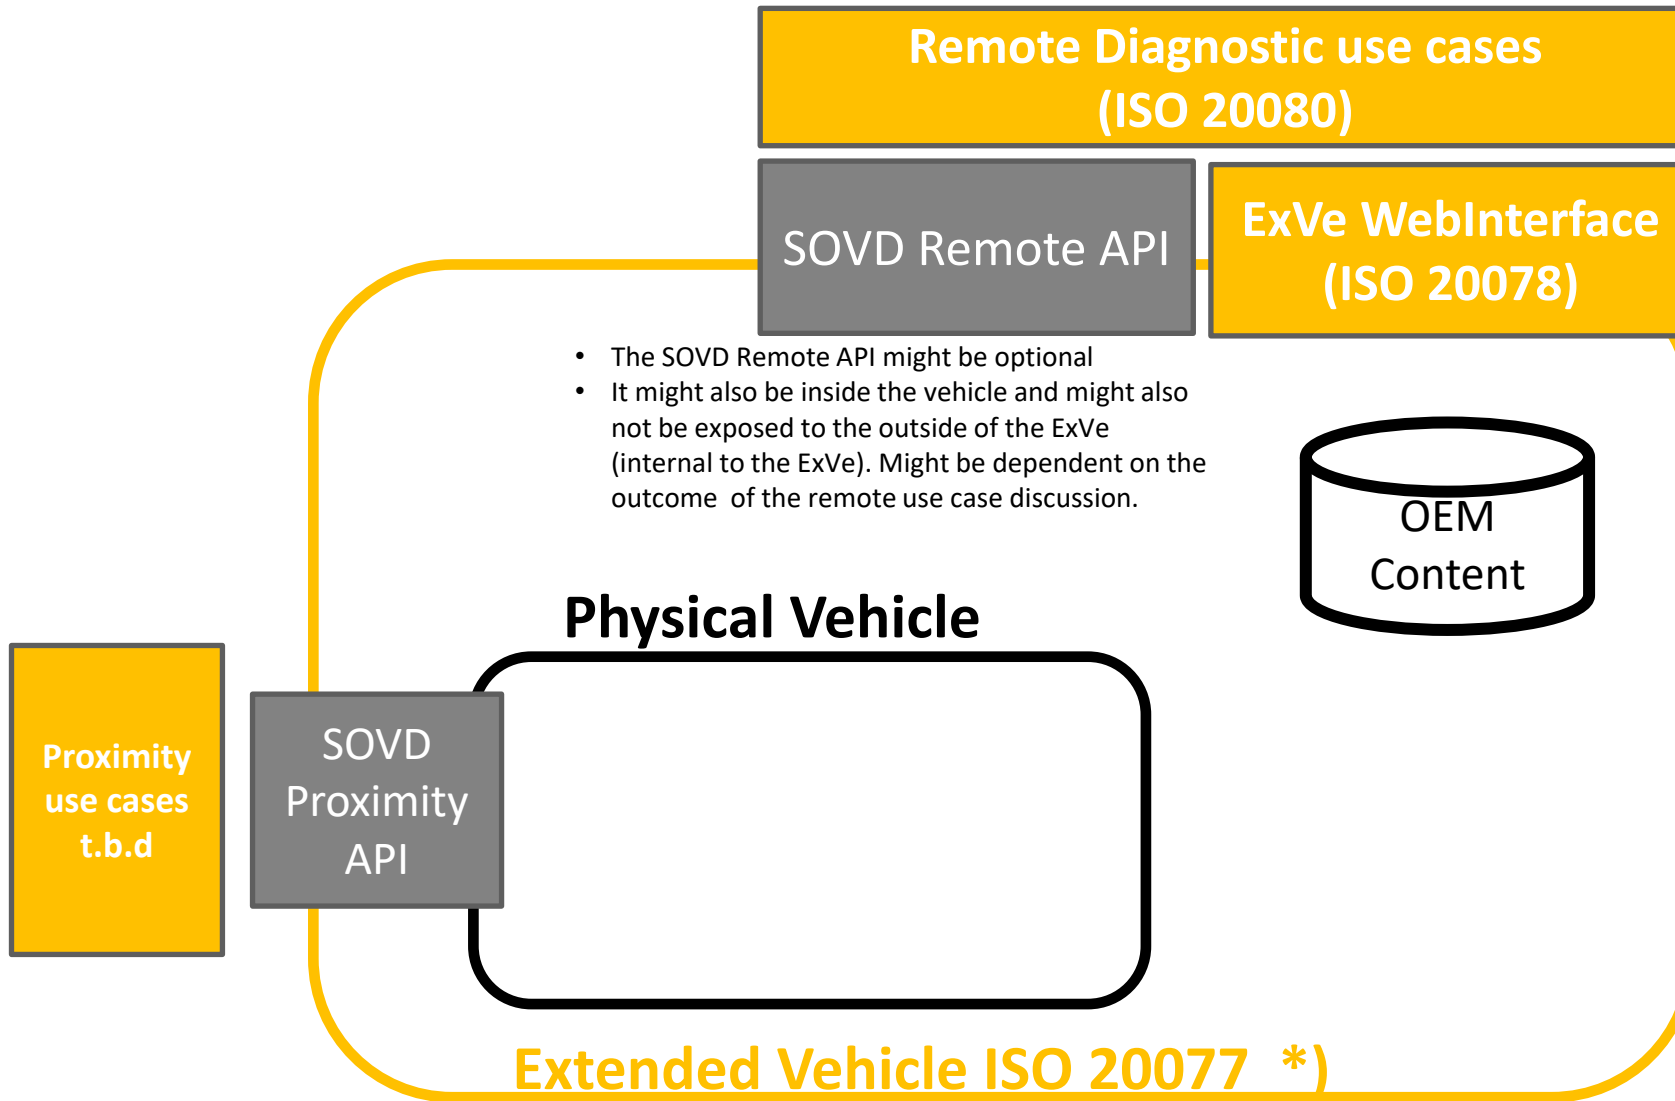 Remote Diagnostic use cases
(ISO 20080)
SOVD Remote API
ExVe WebInterface
(ISO 20078)
• The SOVD Remote API might be optional
• It might also be inside the vehicle and might also
not be exposed to the outside of the ExVe
(internal to the ExVe). Might be dependent on the
outcome  of the remote use case discussion.
OEM
Content
Physical Vehicle
Proximity
use cases
t.b.d
SOVD
Proximity
API
Extended Vehicle ISO 20077  *)